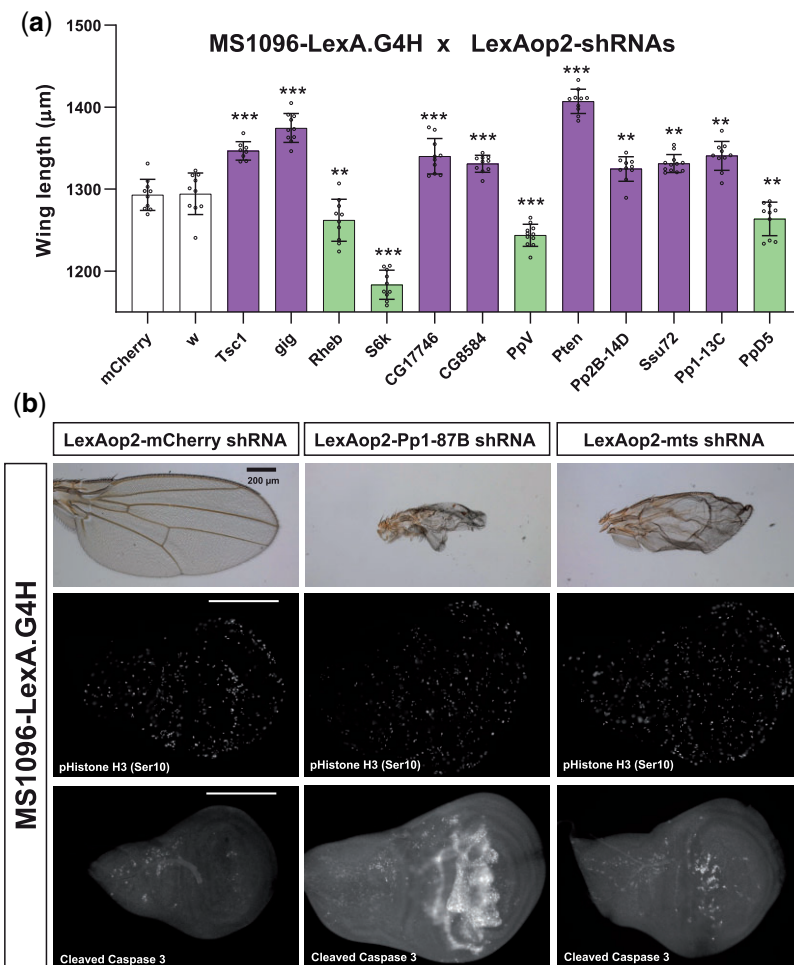 (a)
MS1096-LexA.G4H x LexAop2-shRNAs
Wing length (μm)
1500
1400
1300
1200
*** *** ** *** *** *** *** *** ** ** ** **
mCherry w Tsc1 gig Rheb S6k CG17746 CG8584 PpV Pten Pp2B-14D Ssu72 Pp1-13C PpD5
(b)
LexAop2-mCherry shRNA LexAop2-Pp1-87B shRNA LexAop2-mts shRNA
MS1096-LexA.G4H
200 μm
pHistone H3 (Ser10) pHistone H3 (Ser10) pHistone H3 (Ser10)
Cleaved Caspase 3 Cleaved Caspase 3 Cleaved Caspase 3